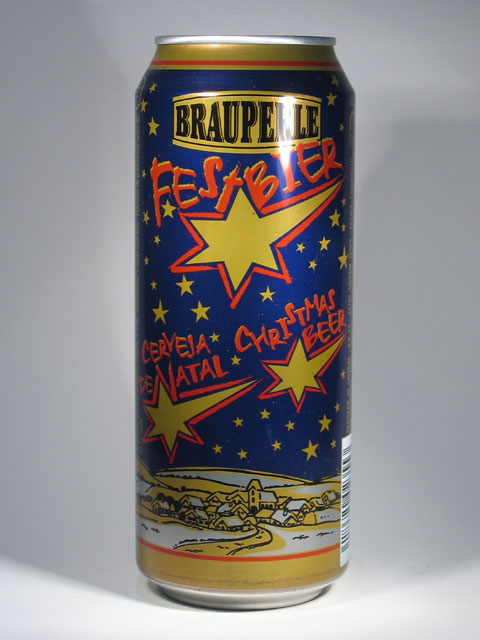 BRAUPERLE
FESTBIER
CERVEJA
DE NATAL
CHRISTMAS
BEER